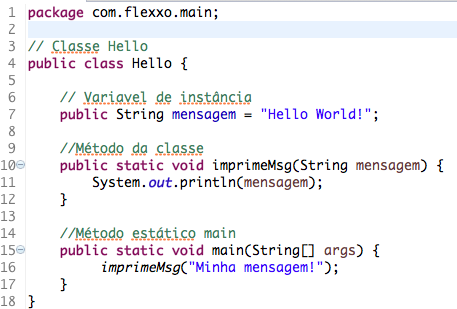 1 package com.flexxo.main;
2
3 // Classe Hello
4 public class Hello {
5
6 // Variavel de instância
7 public String mensagem = "Hello World!";
8
9 //Método da classe
10 public static void imprimeMsg(String mensagem) {
11 System.out.println(mensagem);
12 }
13
14 //Método estático main
15 public static void main(String[] args) {
16 imprimeMsg("Minha mensagem!");
17 }
18 }